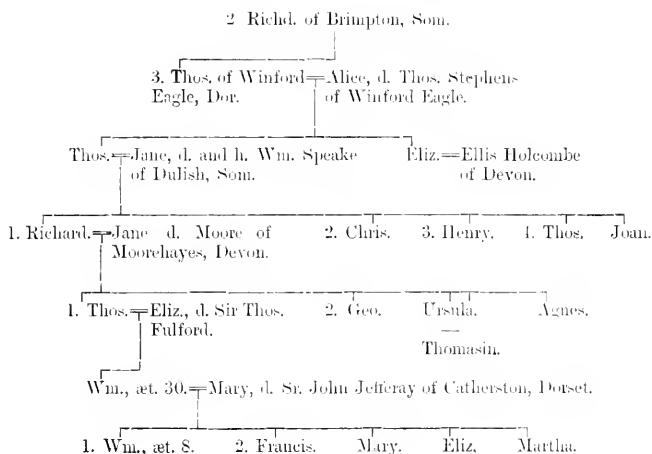 2 Richd. of Brimpton, Som.
3. Thos. of Winford = Alice, d. Thos. Stephens
Eagle, Dor. of Winford Eagle.
Thos. = Jane, d. and h. Wm. Speake Eliz. = Ellis Holcombe
of Dulish, Som. of Devon.
1. Richard. = Jane d. Moore of 2. Chris. 3. Henry. 4. Thos. Joan.
Moorehayes, Devon.
1. Thos. = Eliz., d. Sir Thos. 2. Geo. Ursula. Agnes.
Fulford. —
Thomasin.
Wm., æt. 30. = Mary, d. Sr. John Jefferay of Catherston, Dorset.
1. Wm., æt. 8. 2. Francis. Mary. Eliz, Martha.